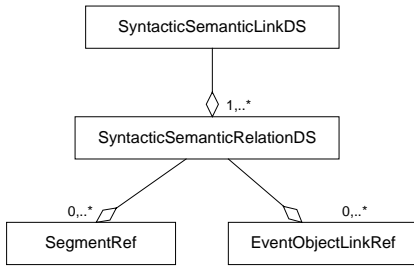 SyntacticSemanticLinkDS
1,..*
SyntacticSemanticRelationDS
0,..*
0,..*
SegmentRef
EventObjectLinkRef